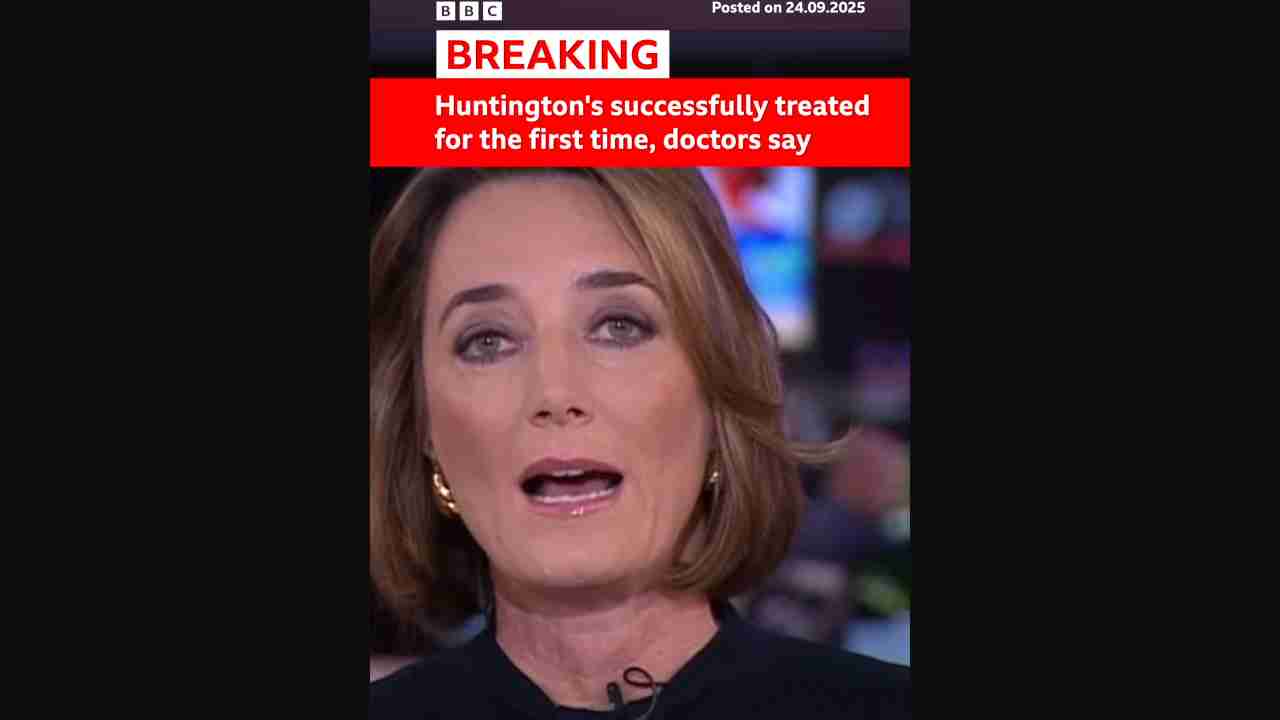 BBC
Posted on 24.09.2025
BREAKING
Huntington's successfully treated
for the first time, doctors say